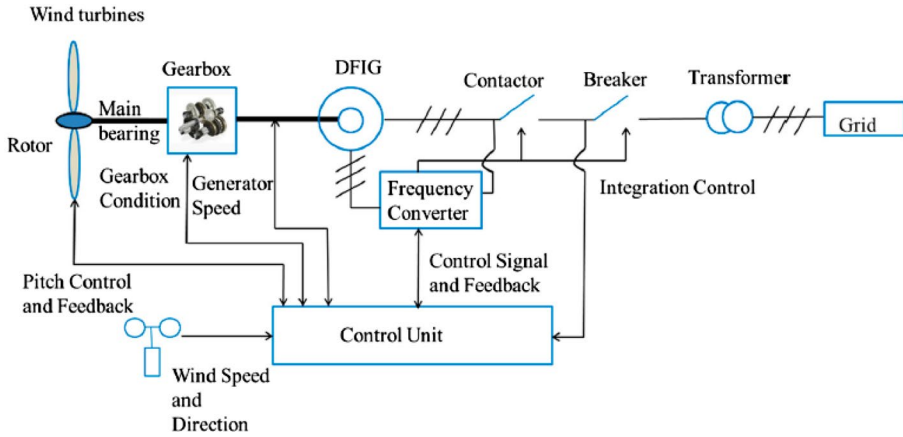 Wind turbines
Gearbox
DFIG
Contactor
Breaker
Transformer
Main
bearing
Rotor
Grid
Gearbox
Condition
Generator
Speed
Frequency
Converter
Integration Control
Pitch Control
and Feedback
Control Signal
and Feedback
Control Unit
Wind Speed
and
Direction